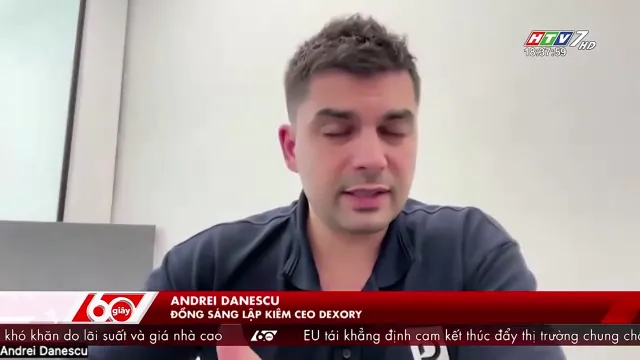 HTV7 HD
18:37:59
60 giây
ANDREI DANESCU
ĐỒNG SÁNG LẬP KIÊM CEO DEXORY
khó khăn do lãi suất và giá nhà cao 60 EU tái khẳng định cam kết thúc đẩy thị trường chung ch
Andrei Danescu